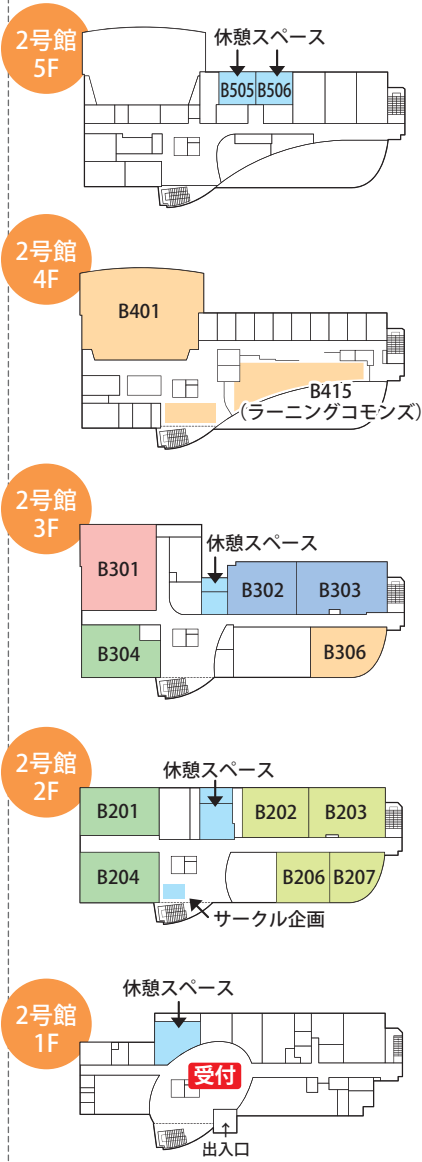 2号館
5F
休憩スペース
B505
B506
2号館
4F
B401
B415
(ラーニングコモンズ)
2号館
3F
休憩スペース
B301
B302
B303
B304
B306
2号館
2F
休憩スペース
B201
B202
B203
B204
B206
B207
サークル企画
2号館
1F
休憩スペース
受付
出入口